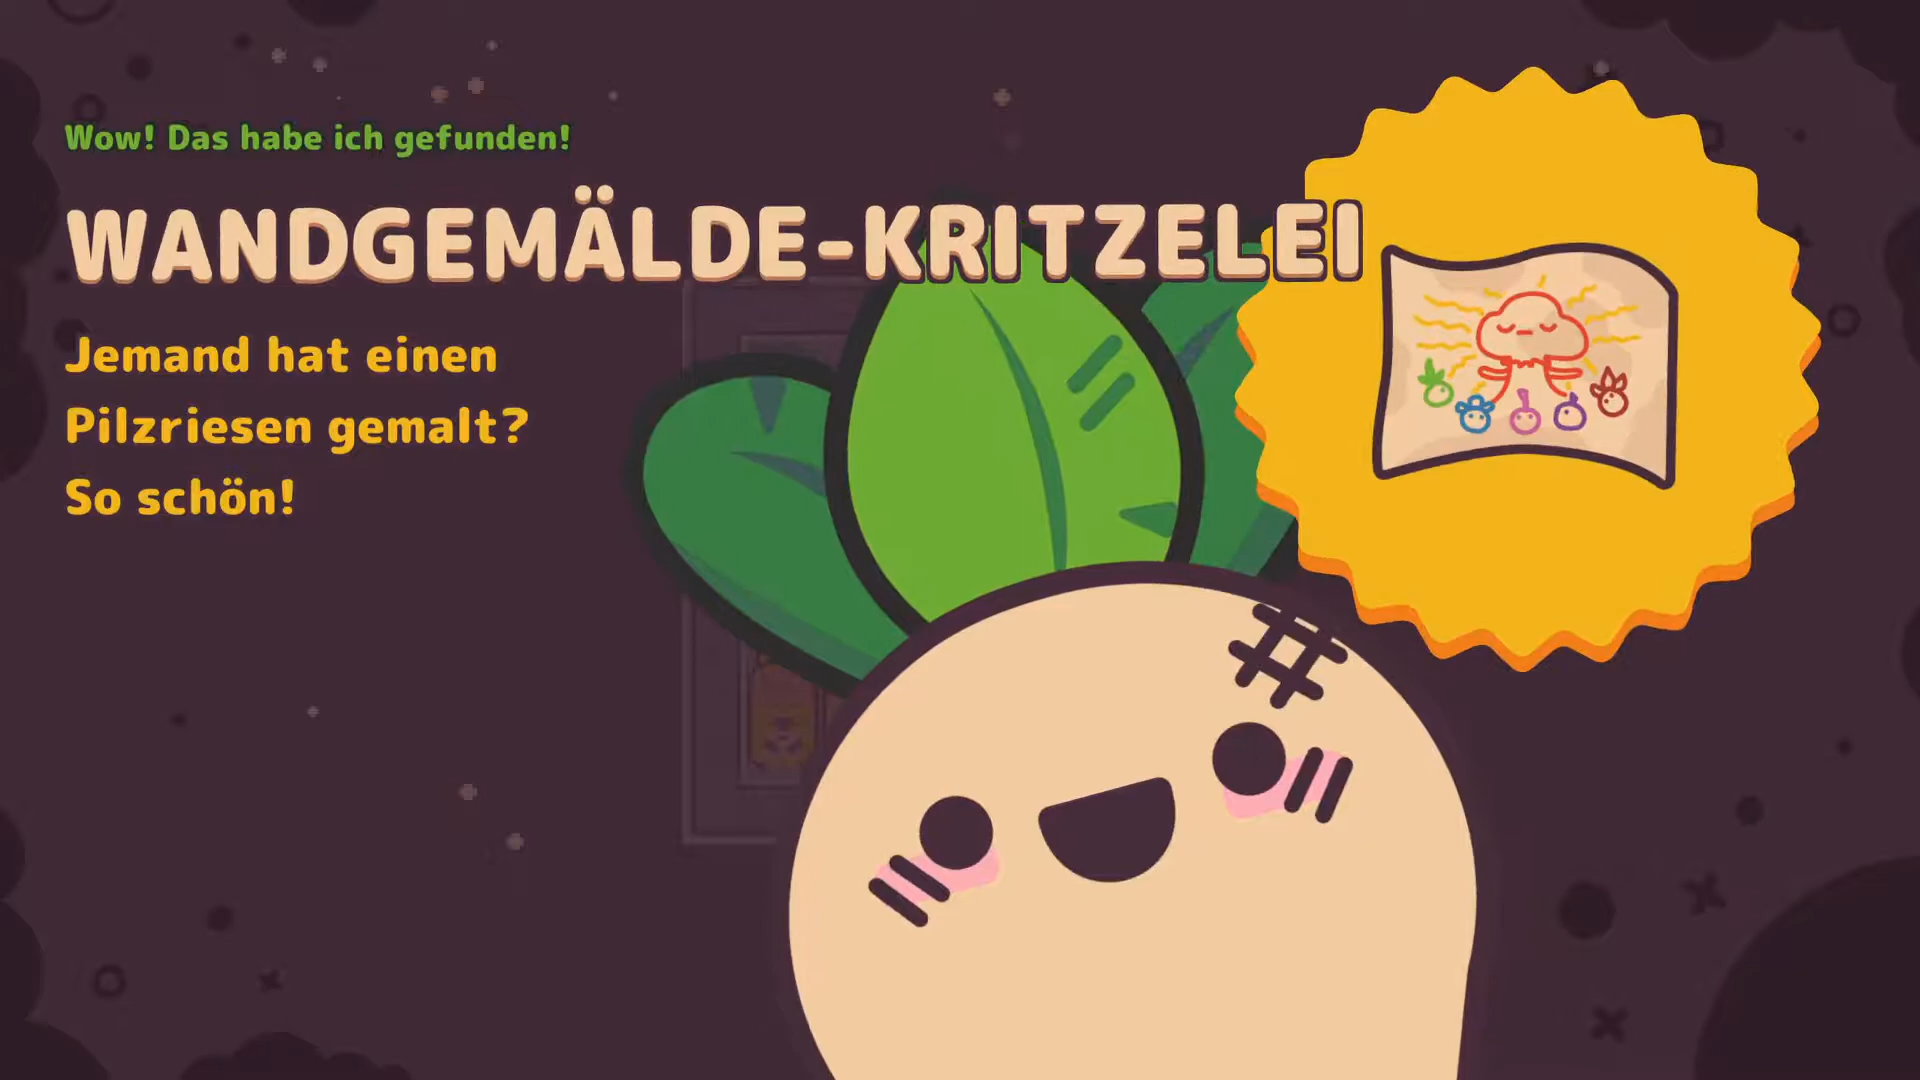 Wow! Das habe ich gefunden!
WANDGEMÄLDE-KRITZELEI
Jemand hat einen
Pilzriesen gemalt?
So schön!